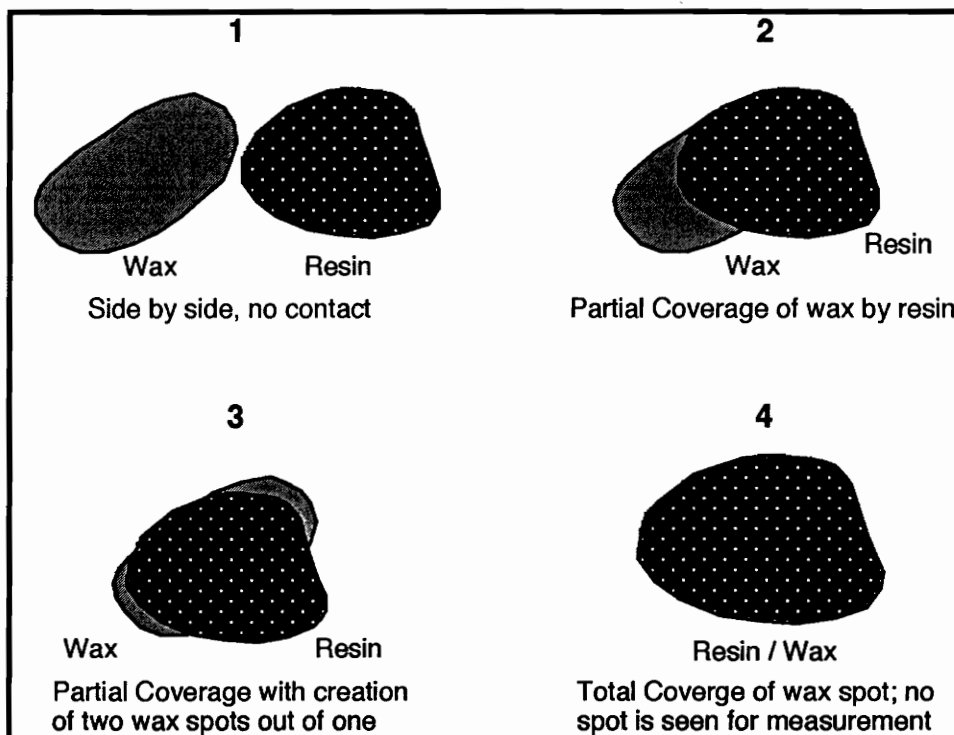 1
Wax
Resin
Side by side, no contact
2
Resin
Wax
Partial Coverage of wax by resin
3
Wax
Resin
Partial Coverage with creation
of two wax spots out of one
4
Resin / Wax
Total Coverge of wax spot; no
spot is seen for measurement